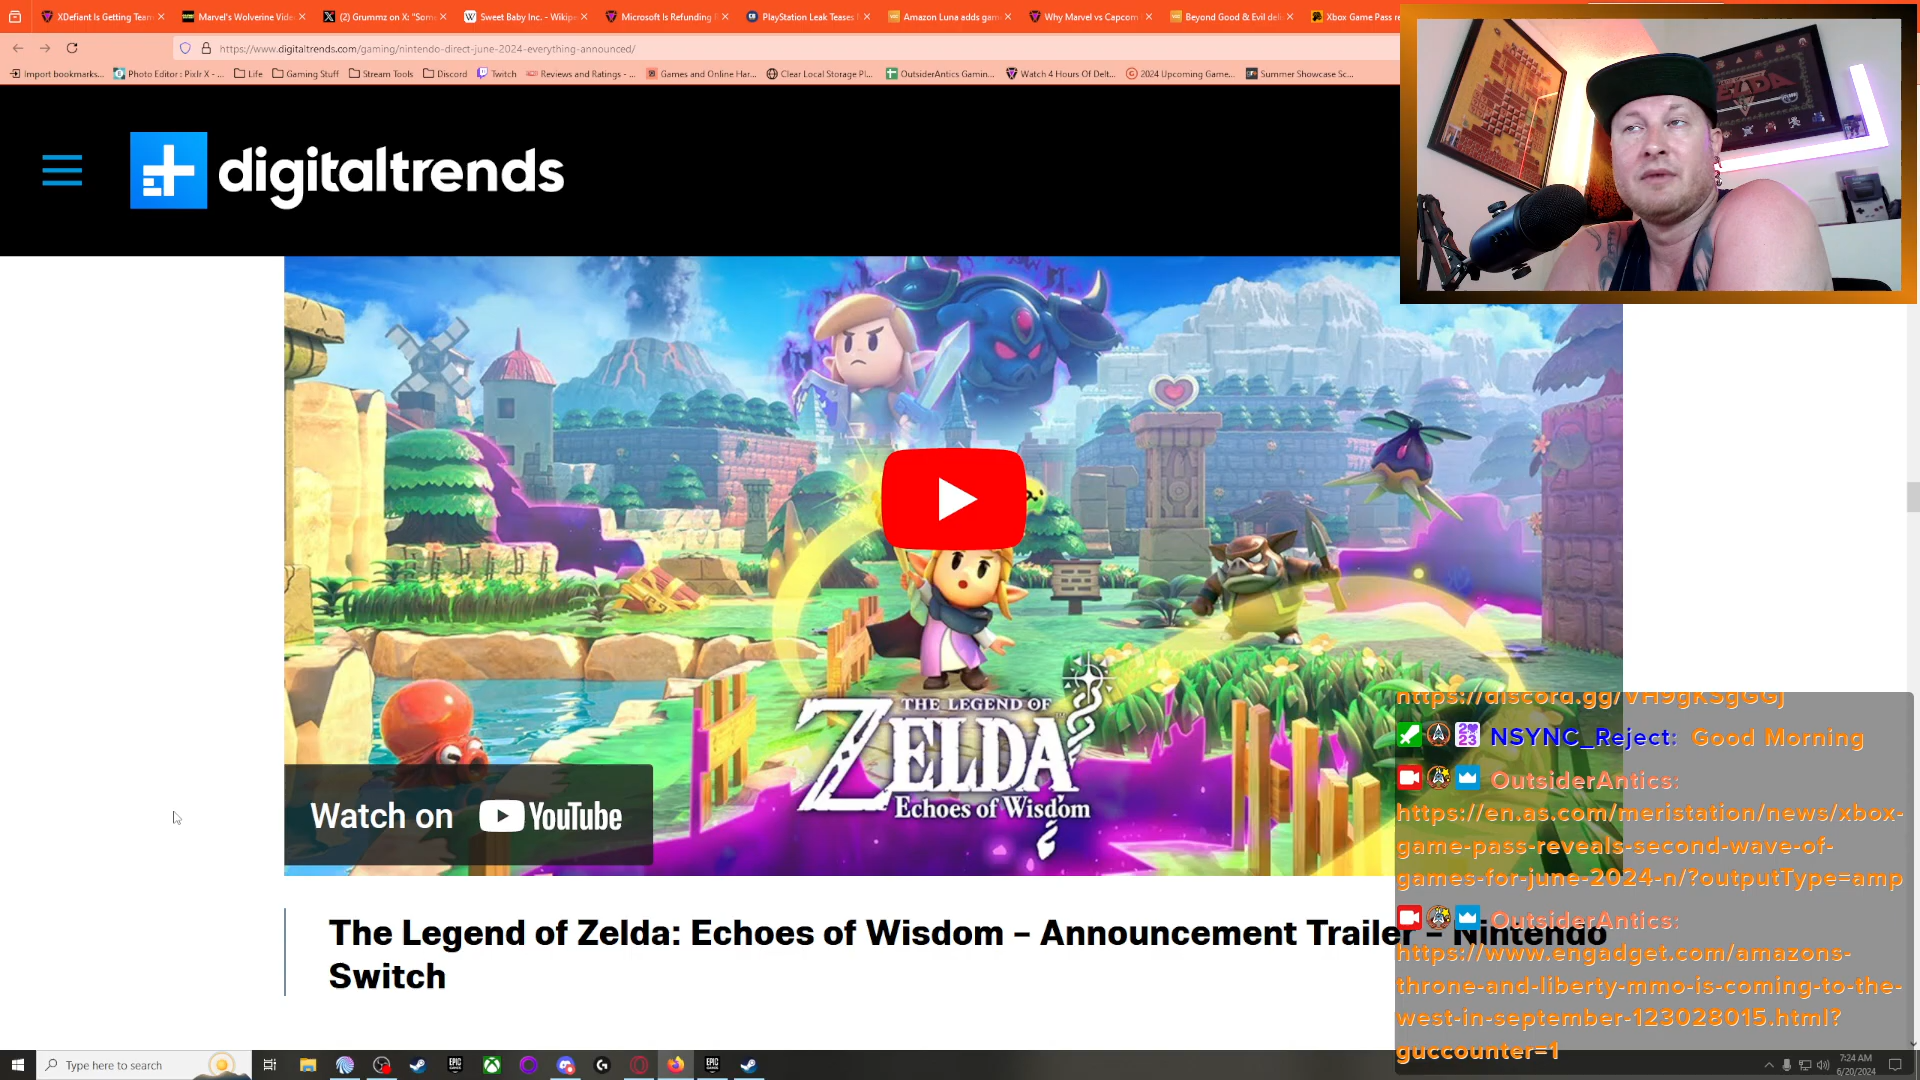 XDefiant Is Getting Team
Marvel's Wolverine Vide
(2) Grummz on X: "Som
Sweet Baby Inc. - Wikip
Microsoft Is Refunding
PlayStation Leak Teases
Amazon Luna adds gam
Why Marvel vs Capcom
Beyond Good & Evil del
Xbox Game Pass re
https://www.digitaltrends.com/gaming/nintendo-direct-june-2024-everything-announced/
Import bookmarks...
Photo Editor : Pixlr X - ...
Life
Gaming Stuff
Stream Tools
Discord
Twitch
Reviews and Ratings - ...
Games and Online Har...
Clear Local Storage Pl...
OutsiderAntics Gamin...
Watch 4 Hours Of Delt...
2024 Upcoming Game...
Summer Showcase Sc...
digitaltrends
ZELDA
THE LEGEND OF
ZELDA
Echoes of Wisdom
Watch on YouTube
The Legend of Zelda: Echoes of Wisdom – Announcement Trailer – Nintendo
Switch
https://discord.gg/VH9gKSgGGJ
NSYNC_Reject: Good Morning
OutsiderAntics:
https://en.as.com/meristation/news/xbox-
game-pass-reveals-second-wave-of-
games-for-june-2024-n/?outputType=amp
OutsiderAntics:
https://www.engadget.com/amazons-
throne-and-liberty-mmo-is-coming-to-the-
west-in-september-123028015.html?
guccounter=1
Type here to search
EPIC
EPIC
7:24 AM
6/20/2024